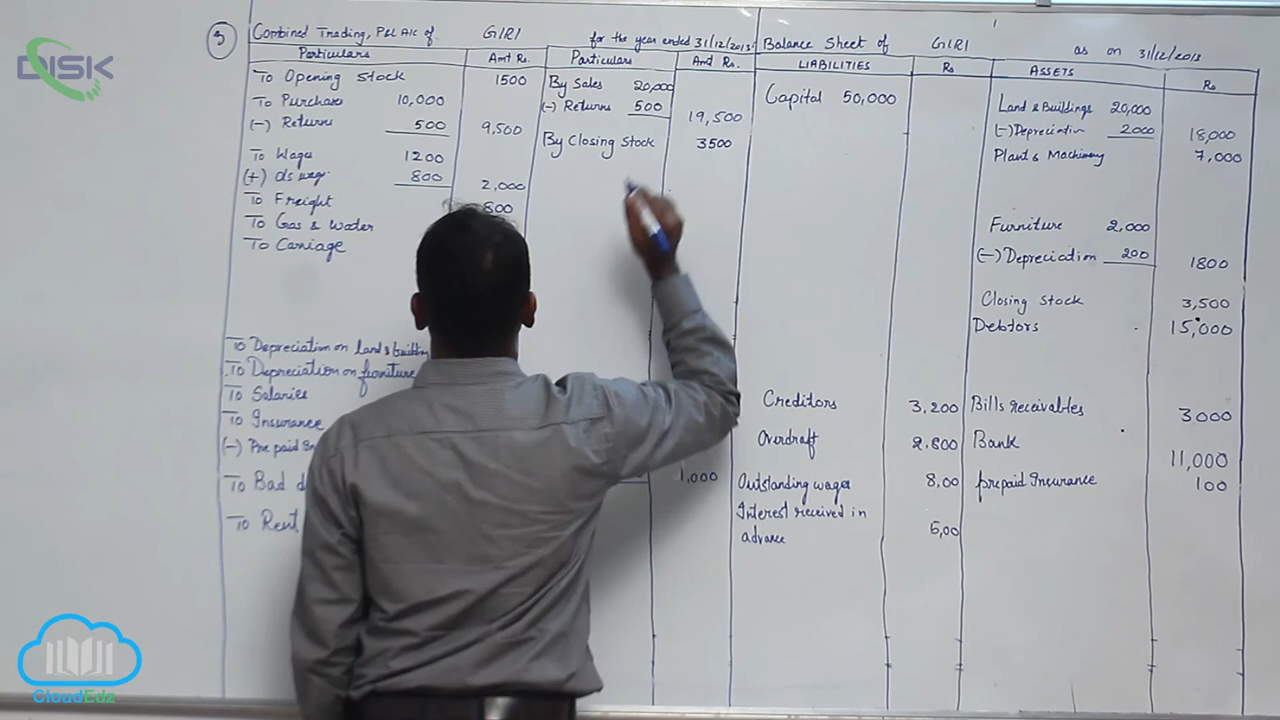 DISK
3
Combined Trading, P&L A/C of GIRI for the year ended 31/12/2013
Particulars Amt Rs. Particulars Amt Rs.
To Opening Stock 1500
To Purchases 10,000
(-) Returns 500 9,500
To Wages 1200
(+) o/s wag. 800 2,000
To Freight 800
To Gas & Water
To Carriage
To Depreciation on land & building
To Depreciation on furniture
To Salaries
To Insurance
(-) Pre paid In
To Bad d
To Rent
By Sales 20,000
(-) Returns 500 19,500
By Closing Stock 3500
1,000
Balance Sheet of GIRI as on 31/12/2013
LIABILITIES Rs ASSETS Rs
Capital 50,000
Creditors 3,200
Overdraft 2,800
Outstanding wages 8,00
Interest received in
advance 5,00
Land & Buildings 20,000
(-) Depreciation 2000 18,000
Plant & Machinery 7,000
Furniture 2,000
(-) Depreciation 200 1800
Closing Stock 3,500
Debtors 15,000
Bills receivables 3000
Bank 11,000
prepaid Insurance 100
CloudEdz